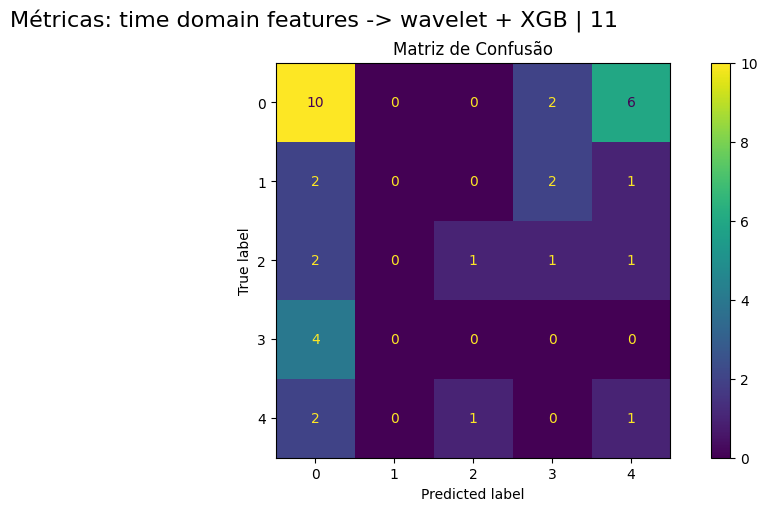 Métricas: time domain features -> wavelet + XGB | 11
Matriz de Confusão
0 10 0 0 2 6
1 2 0 0 2 1
2 2 0 1 1 1
3 4 0 0 0 0
4 2 0 1 0 1
0 1 2 3 4
Predicted label
True label
10
8
6
4
2
0